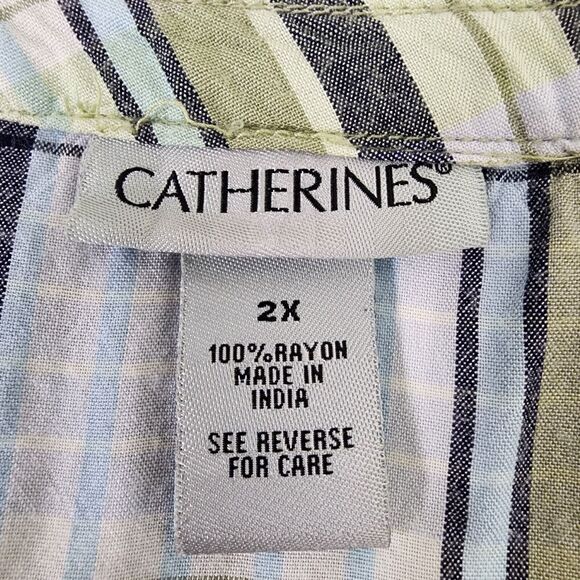 CATHERINES®
2X
100%RAYON
MADE IN
INDIA
SEE REVERSE
FOR CARE